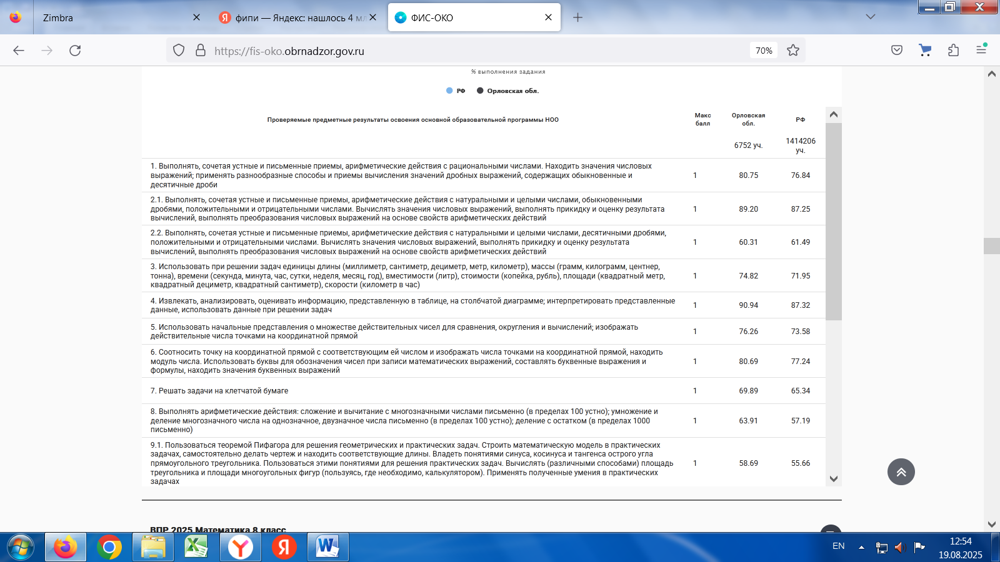 Zimbra
фипи — Яндекс: нашлось 4 мл
ФИС-ОКО
https://fis-oko.obrnadzor.gov.ru
70%
% выполнения задания
РФ
Орловская обл.
Проверяемые предметные результаты освоения основной образовательной программы НОО
Макс
балл
Орловская
обл.
РФ
6752 уч.
1414206
уч.
1. Выполнять, сочетая устные и письменные приемы, арифметические действия с рациональными числами. Находить значения числовых
выражений; применять разнообразные способы и приемы вычисления значений дробных выражений, содержащих обыкновенные и
десятичные дроби
1
80.75
76.84
2.1. Выполнять, сочетая устные и письменные приемы, арифметические действия с натуральными и целыми числами, обыкновенными
дробями, положительными и отрицательными числами. Вычислять значения числовых выражений, выполнять прикидку и оценку результата
вычислений, выполнять преобразования числовых выражений на основе свойств арифметических действий
1
89.20
87.25
2.2. Выполнять, сочетая устные и письменные приемы, арифметические действия с натуральными и целыми числами, десятичными дробями,
положительными и отрицательными числами. Вычислять значения числовых выражений, выполнять прикидку и оценку результата
вычислений, выполнять преобразования числовых выражений на основе свойств арифметических действий
1
60.31
61.49
3. Использовать при решении задач единицы длины (миллиметр, сантиметр, дециметр, метр, километр), массы (грамм, килограмм, центнер,
тонна), времени (секунда, минута, час, сутки, неделя, месяц, год), вместимости (литр), стоимости (копейка, рубль), площади (квадратный метр,
квадратный дециметр, квадратный сантиметр), скорости (километр в час)
1
74.82
71.95
4. Извлекать, анализировать, оценивать информацию, представленную в таблице, на столбчатой диаграмме; интерпретировать представленные
данные, использовать данные при решении задач
1
90.94
87.32
5. Использовать начальные представления о множестве действительных чисел для сравнения, округления и вычислений; изображать
действительные числа точками на координатной прямой
1
76.26
73.58
6. Соотносить точку на координатной прямой с соответствующим ей числом и изображать числа точками на координатной прямой, находить
модуль числа. Использовать буквы для обозначения чисел при записи математических выражений, составлять буквенные выражения и
формулы, находить значения буквенных выражений
1
80.69
77.24
7. Решать задачи на клетчатой бумаге
1
69.89
65.34
8. Выполнять арифметические действия: сложение и вычитание с многозначными числами письменно (в пределах 100 устно); умножение и
деление многозначного числа на однозначное, двузначное числа письменно (в пределах 100 устно); деление с остатком (в пределах 1000
письменно)
1
63.91
57.19
9.1. Пользоваться теоремой Пифагора для решения геометрических и практических задач. Строить математическую модель в практических
задачах, самостоятельно делать чертеж и находить соответствующие длины. Владеть понятиями синуса, косинуса и тангенса острого угла
прямоугольного треугольника. Пользоваться этими понятиями для решения практических задач. Вычислять (различными способами) площадь
треугольника и площади многоугольных фигур (пользуясь, где необходимо, калькулятором). Применять полученные умения в практических
задачах
1
58.69
55.66
ВПР 2025 Математика 8 класс
EN
12:54
19.08.2025